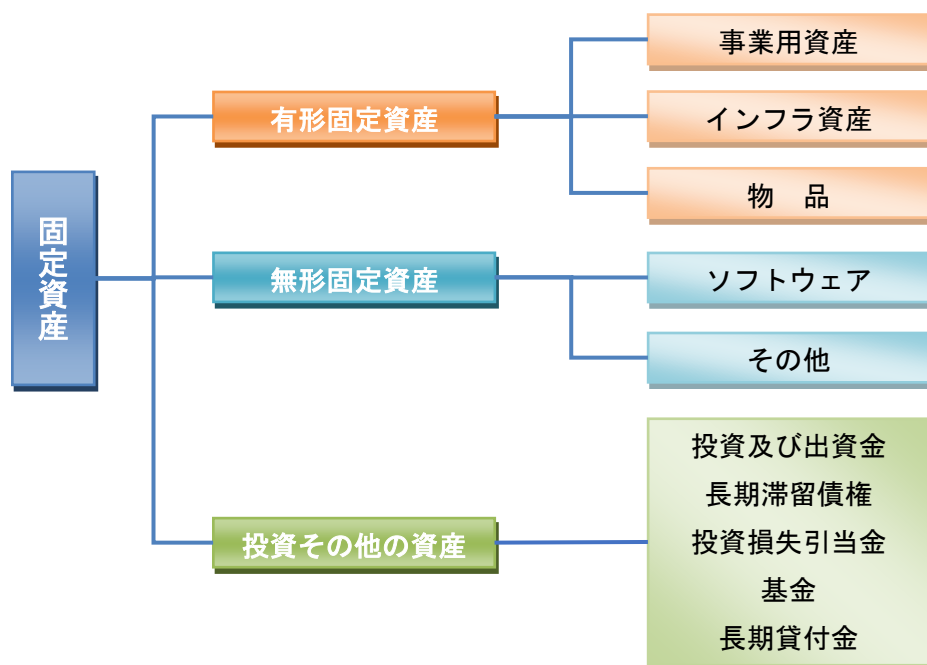 固定資産
有形固定資産
事業用資産
インフラ資産
物　品
無形固定資産
ソフトウェア
その他
投資その他の資産
投資及び出資金
長期滞留債権
投資損失引当金
基金
長期貸付金